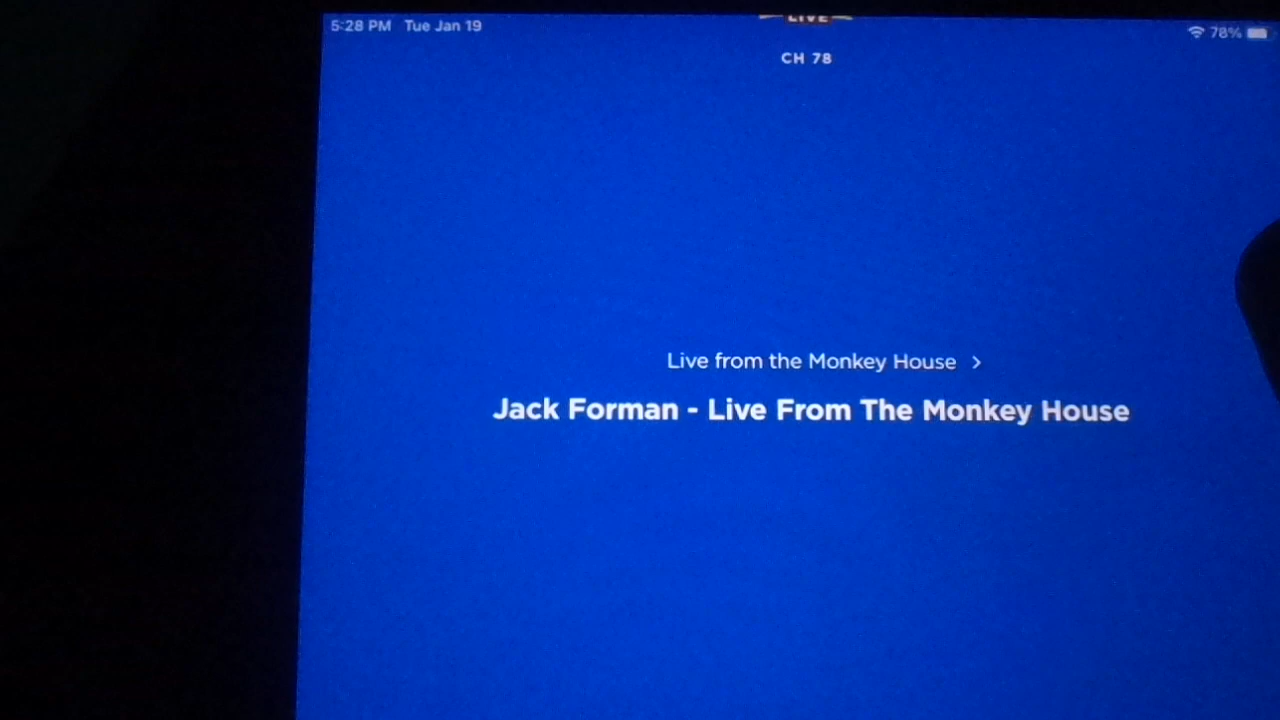 5:28 PM Tue Jan 19
LIVE
78%
CH 78
Live from the Monkey House >
Jack Forman - Live From The Monkey House